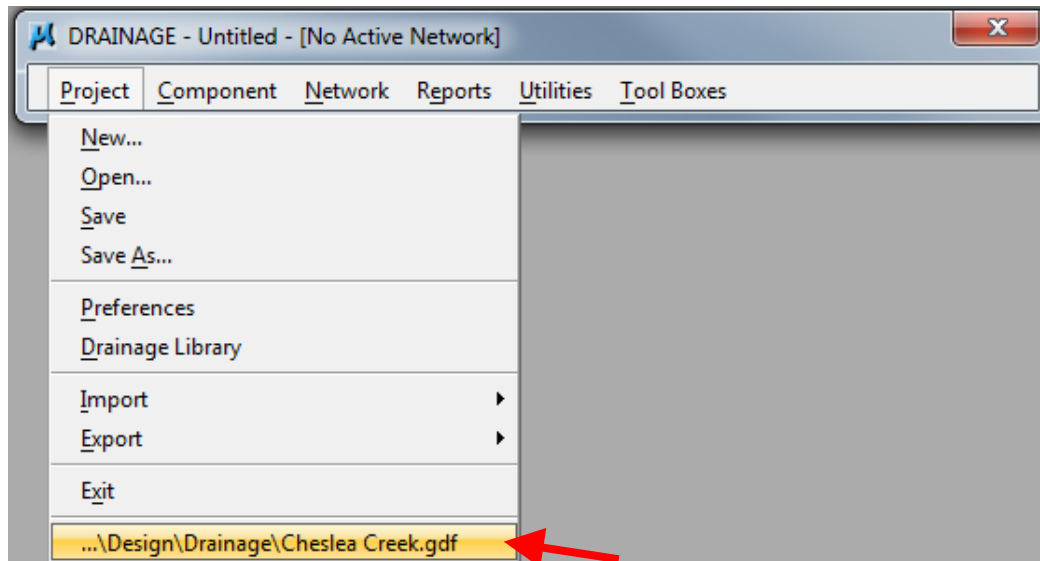 DRAINAGE - Untitled - [No Active Network]
Project Component Network Reports Utilities Tool Boxes
New...
Open...
Save
Save As...
Preferences
Drainage Library
Import
Export
Exit
...\Design\Drainage\Cheslea Creek.gdf